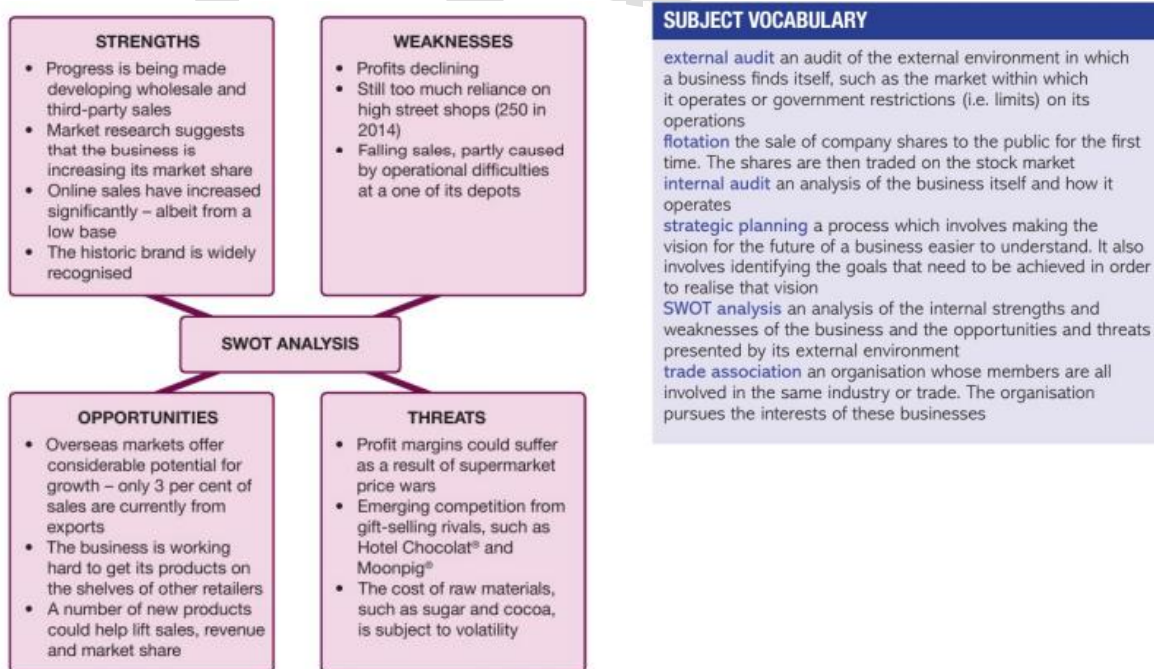 STRENGTHS
• Progress is being made
developing wholesale and
third-party sales
• Market research suggests
that the business is
increasing its market share
• Online sales have increased
significantly – albeit from a
low base
• The historic brand is widely
recognised
WEAKNESSES
• Profits declining
• Still too much reliance on
high street shops (250 in
2014)
• Falling sales, partly caused
by operational difficulties
at a one of its depots
SWOT ANALYSIS
OPPORTUNITIES
• Overseas markets offer
considerable potential for
growth – only 3 per cent of
sales are currently from
exports
• The business is working
hard to get its products on
the shelves of other retailers
• A number of new products
could help lift sales, revenue
and market share
THREATS
• Profit margins could suffer
as a result of supermarket
price wars
• Emerging competition from
gift-selling rivals, such as
Hotel Chocolat® and
Moonpig®
• The cost of raw materials,
such as sugar and cocoa,
is subject to volatility
SUBJECT VOCABULARY
external audit an audit of the external environment in which
a business finds itself, such as the market within which
it operates or government restrictions (i.e. limits) on its
operations
flotation the sale of company shares to the public for the first
time. The shares are then traded on the stock market
internal audit an analysis of the business itself and how it
operates
strategic planning a process which involves making the
vision for the future of a business easier to understand. It also
involves identifying the goals that need to be achieved in order
to realise that vision
SWOT analysis an analysis of the internal strengths and
weaknesses of the business and the opportunities and threats
presented by its external environment
trade association an organisation whose members are all
involved in the same industry or trade. The organisation
pursues the interests of these businesses